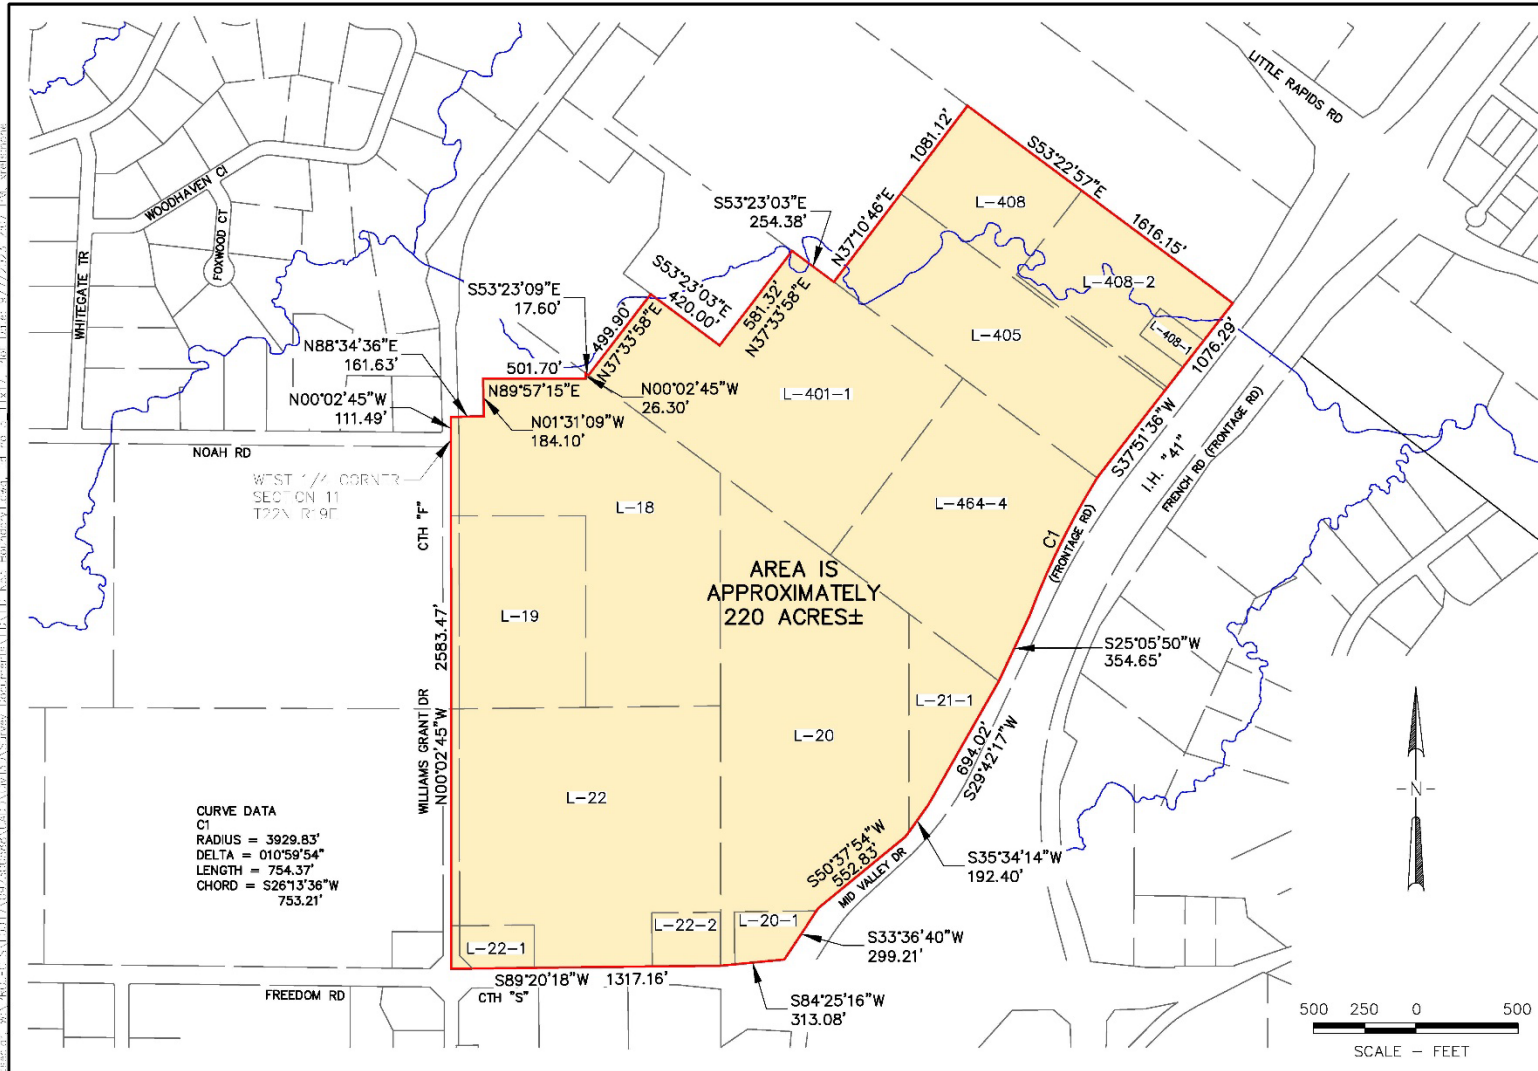 LITTLE RAPIDS RD
1081.12'
S53°22'57"E
WOODHAVEN CI
S53°23'03"E
254.38'
L-408
FOXWOOD CT
N37°10'46"E
1616.15'
WHITEGATE TR
S53°23'09"E
17.60'
S53°23'03"E
420.00'
581.32'
N37°33'58"E
L-408-2
499.90'
N37°33'58"E
L-405
L-408-1
1076.29'
N88°34'36"E
161.63'
501.70'
N89°57'15"E
N00°02'45"W
26.30'
L-401-1
N00°02'45"W
111.49'
N01°31'09"W
184.10'
S37°51'36"W
I.H. "41"
FRENCH RD (FRONTAGE RD)
NOAH RD
WEST 1/4 CORNER
SECTION 11
T22N R19E
CTH "F"
L-18
L-464-4
C1
(FRONTAGE RD)
AREA IS
APPROXIMATELY
220 ACRES±
L-19
2583.47'
S25°05'50"W
354.65'
WILLIAMS GRANT DR
N00°02'45"W
L-21-1
L-20
694.02'
S29°42'17"W
L-22
CURVE DATA
C1
RADIUS = 3929.83'
DELTA = 010°59'54"
LENGTH = 754.37'
CHORD = S26°13'36"W
753.21'
N
S50°37'54"W
552.83'
MID VALLEY DR
S35°34'14"W
192.40'
L-22-1
L-22-2
L-20-1
S33°36'40"W
299.21'
S89°20'18"W 1317.16'
FREEDOM RD
CTH "S"
S84°25'16"W
313.08'
500 250 0 500
SCALE - FEET